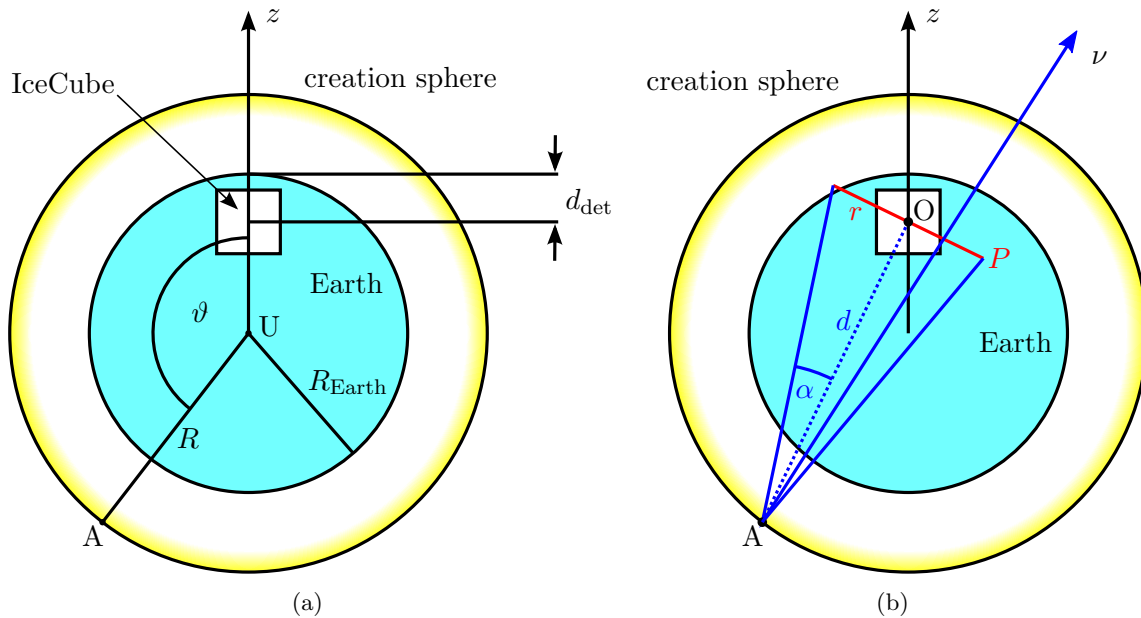 z
IceCube
creation sphere
d_det
Earth
ϑ
U
R_Earth
R
A
(a)
z
ν
creation sphere
O
r
P
d
Earth
α
A
(b)